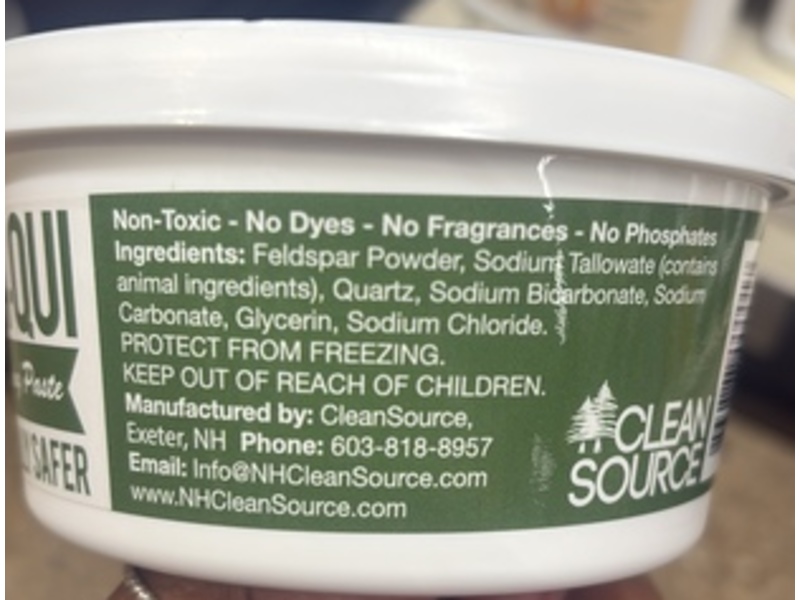 QUI
Paste
SAFER
Non-Toxic - No Dyes - No Fragrances - No Phosphates
Ingredients: Feldspar Powder, Sodium Tallowate (contains
animal ingredients), Quartz, Sodium Bicarbonate, Sodium
Carbonate, Glycerin, Sodium Chloride.
PROTECT FROM FREEZING.
KEEP OUT OF REACH OF CHILDREN.
Manufactured by: CleanSource,
Exeter, NH Phone: 603-818-8957
Email: Info@NHCleanSource.com
www.NHCleanSource.com
CLEAN
SOURCE